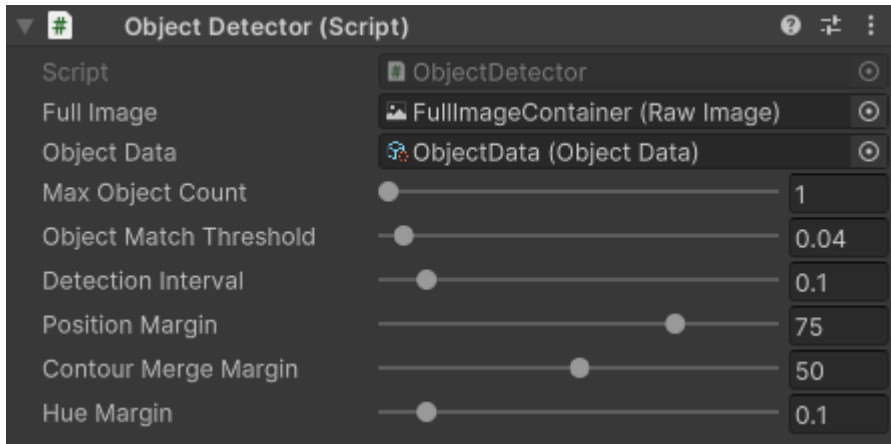 # Object Detector (Script)
Script # ObjectDetector
Full Image FullImageContainer (Raw Image)
Object Data ObjectData (Object Data)
Max Object Count 1
Object Match Threshold 0.04
Detection Interval 0.1
Position Margin 75
Contour Merge Margin 50
Hue Margin 0.1